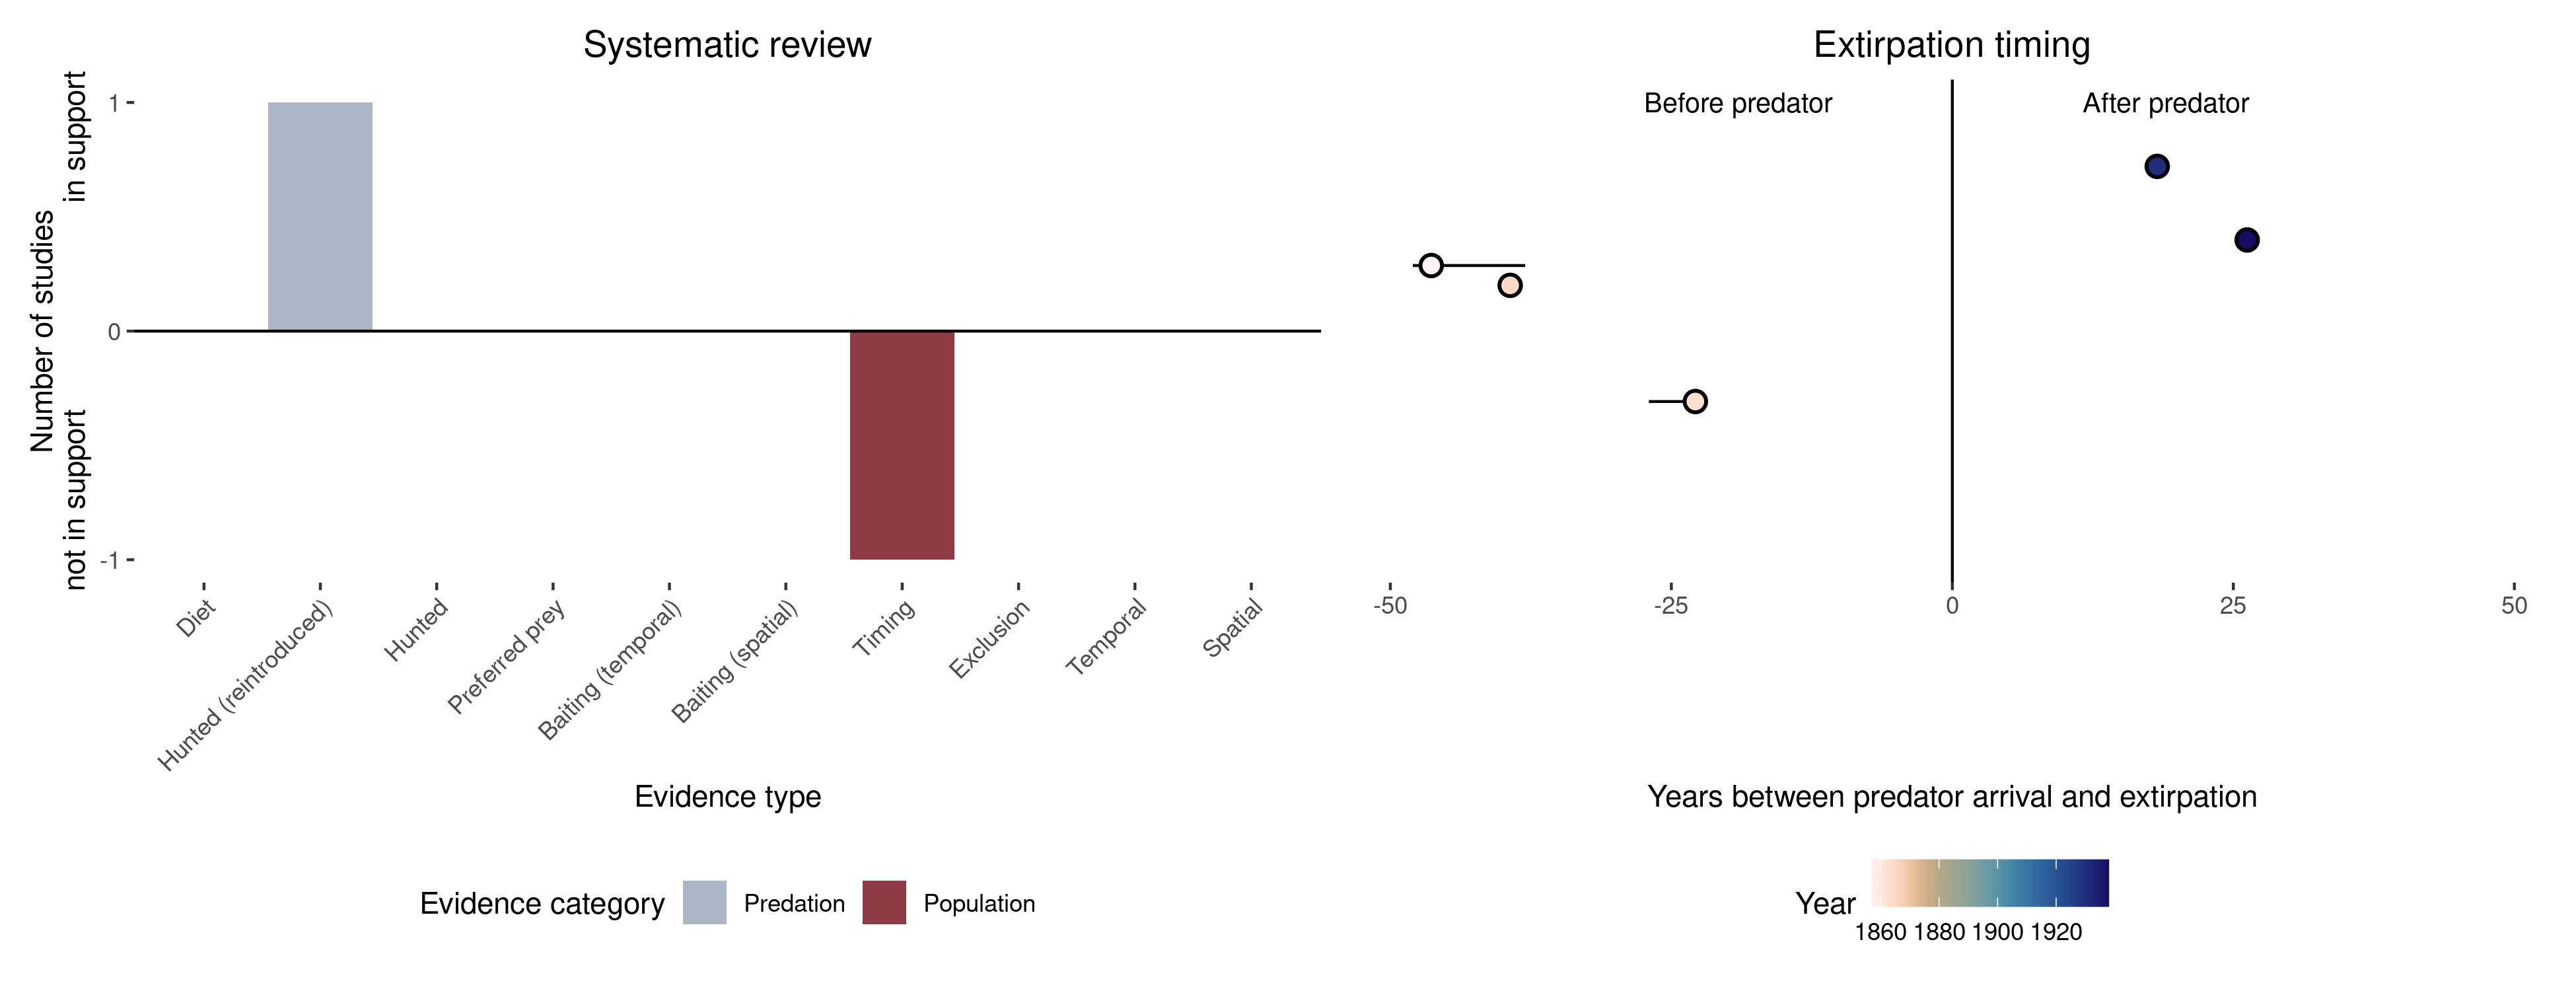 Systematic review
Number of studies
not in support
in support
1
0
-1
Diet
Hunted (reintroduced)
Hunted
Preferred prey
Baiting (temporal)
Baiting (spatial)
Timing
Exclusion
Temporal
Spatial
Evidence type
Evidence category
Predation
Population
Extirpation timing
Before predator
After predator
-50
-25
0
25
50
Years between predator arrival and extirpation
Year
1860 1880 1900 1920